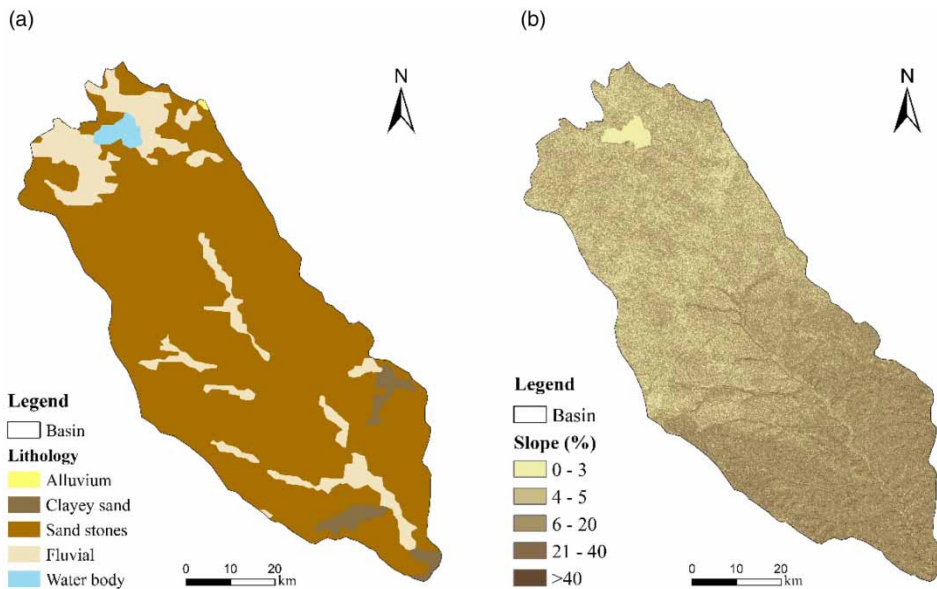 (a)
N
Legend
Basin
Lithology
Alluvium
Clayey sand
Sand stones
Fluvial
Water body
0 10 20
km
(b)
N
Legend
Basin
Slope (%)
0 - 3
4 - 5
6 - 20
21 - 40
>40
0 10 20
km